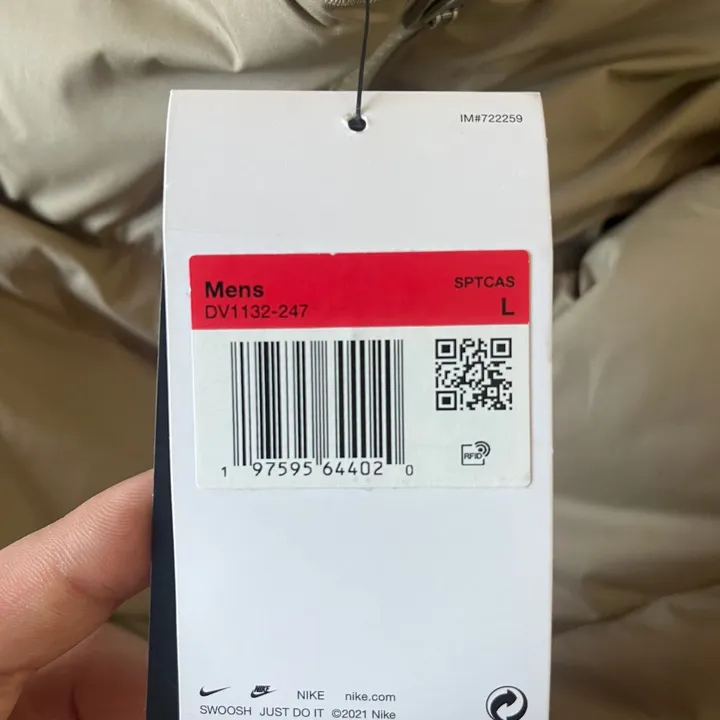 IM#722259
Mens
SPTCAS
DV1132-247
L
RFID
1 97595 64402 0
NIKE
NIKE nike.com
SWOOSH JUST DO IT ©2021 Nike